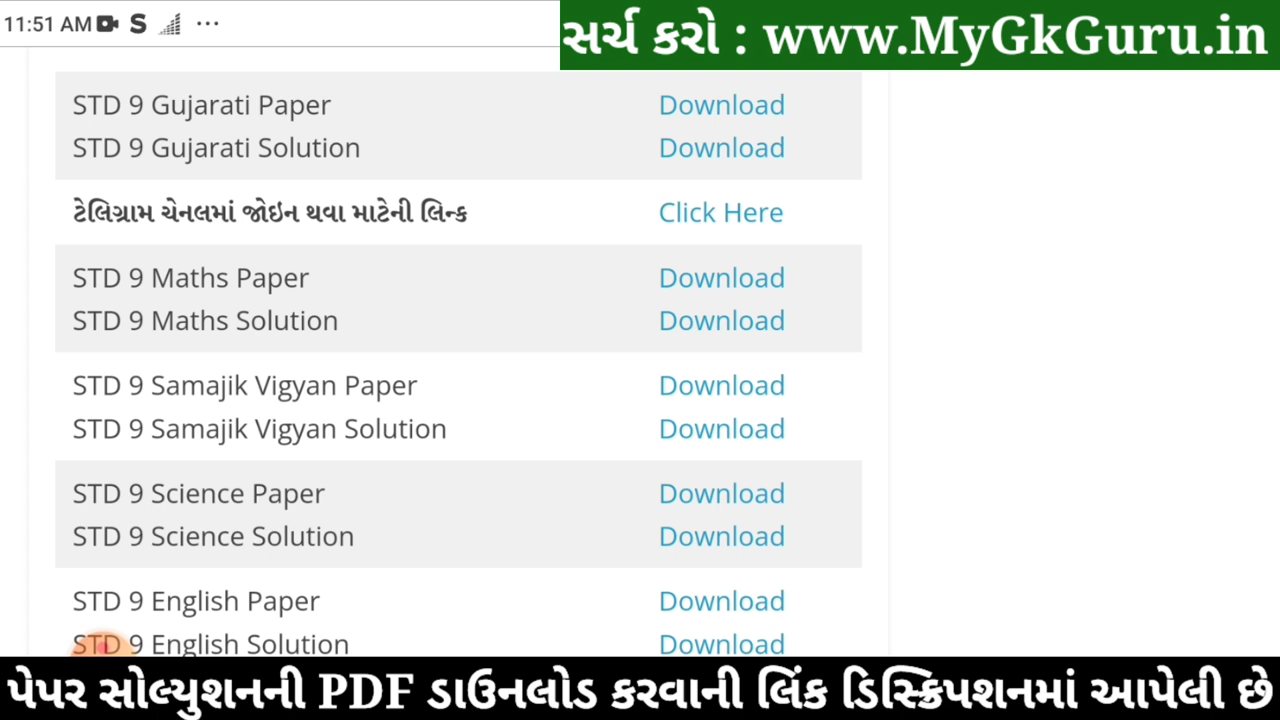 11:51 AM S ...
સર્ચ કરો : www.MyGkGuru.in
STD 9 Gujarati Paper Download
STD 9 Gujarati Solution Download
ટેલિગ્રામ ચેનલમાં જોઇન થવા માટેની લિન્ક Click Here
STD 9 Maths Paper Download
STD 9 Maths Solution Download
STD 9 Samajik Vigyan Paper Download
STD 9 Samajik Vigyan Solution Download
STD 9 Science Paper Download
STD 9 Science Solution Download
STD 9 English Paper Download
STD 9 English Solution Download
પેપર સોલ્યુશનની PDF ડાઉનલોડ કરવાની લિંક ડિસ્ક્રિપશનમાં આપેલી છે